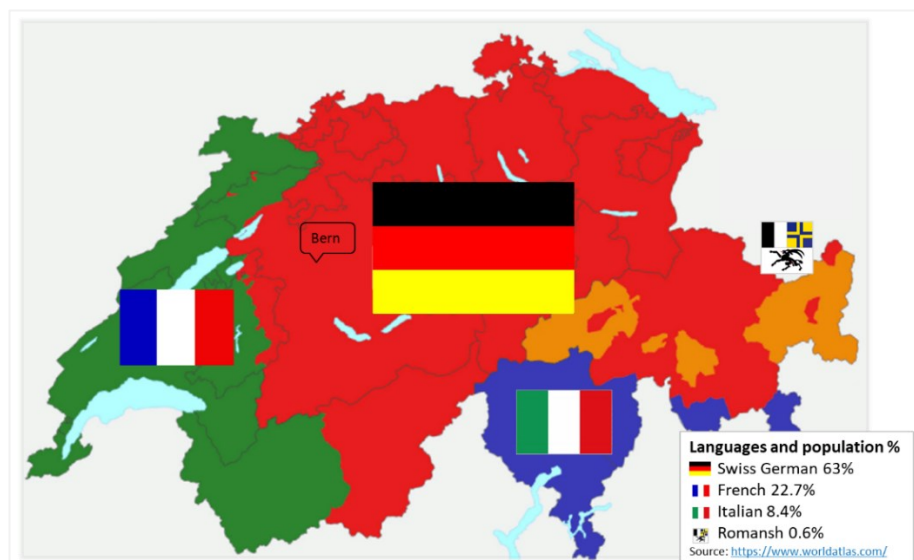 Bern
Languages and population %
Swiss German 63%
French 22.7%
Italian 8.4%
Romansh 0.6%
Source: https://www.worldatlas.com/